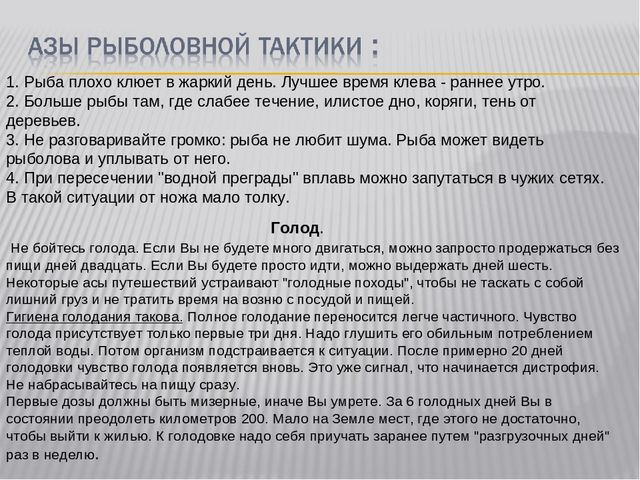 АЗЫ РЫБОЛОВНОЙ ТАКТИКИ :
1. Рыба плохо клюет в жаркий день. Лучшее время клева - раннее утро.
2. Больше рыбы там, где слабее течение, илистое дно, коряги, тень от
деревьев.
3. Не разговаривайте громко: рыба не любит шума. Рыба может видеть
рыболова и уплывать от него.
4. При пересечении "водной преграды" вплавь можно запутаться в чужих сетях.
В такой ситуации от ножа мало толку.
Голод.
Не бойтесь голода. Если Вы не будете много двигаться, можно запросто продержаться без
пищи дней двадцать. Если Вы будете просто идти, можно выдержать дней шесть.
Некоторые асы путешествий устраивают "голодные походы", чтобы не таскать с собой
лишний груз и не тратить время на возню с посудой и пищей.
Гигиена голодания такова. Полное голодание переносится легче частичного. Чувство
голода присутствует только первые три дня. Надо глушить его обильным потреблением
теплой воды. Потом организм подстраивается к ситуации. После примерно 20 дней
голодовки чувство голода появляется вновь. Это уже сигнал, что начинается дистрофия.
Не набрасывайтесь на пищу сразу.
Первые дозы должны быть мизерные, иначе Вы умрете. За 6 голодных дней Вы в
состоянии преодолеть километров 200. Мало на Земле мест, где этого не достаточно,
чтобы выйти к жилью. К голодовке надо себя приучать заранее путем "разгрузочных дней"
раз в неделю.